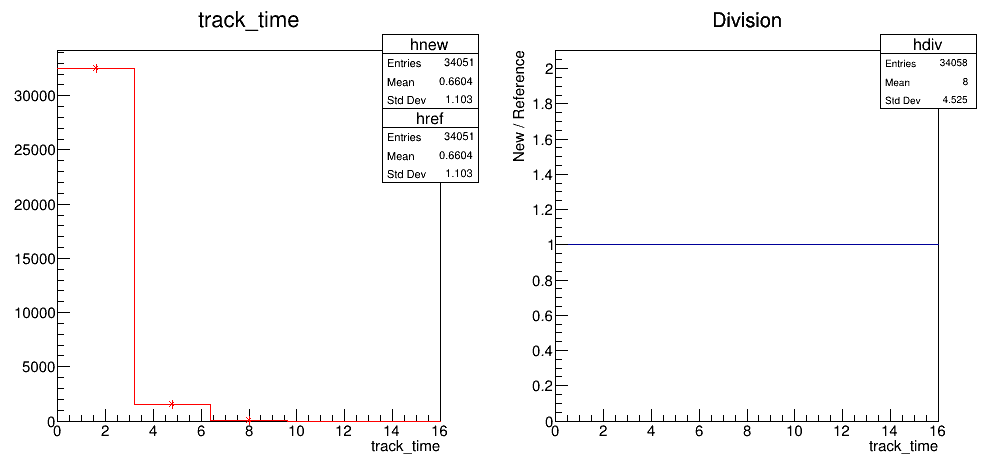 track_time
hnew
Entries 34051
Mean 0.6604
Std Dev 1.103
href
Entries 34051
Mean 0.6604
Std Dev 1.103
30000
25000
20000
15000
10000
5000
0
0 2 4 6 8 10 12 14 16
track_time
Division
hdiv
Entries 34058
Mean 8
Std Dev 4.525
New / Reference
2
1.8
1.6
1.4
1.2
1
0.8
0.6
0.4
0.2
0
0 2 4 6 8 10 12 14 16
track_time